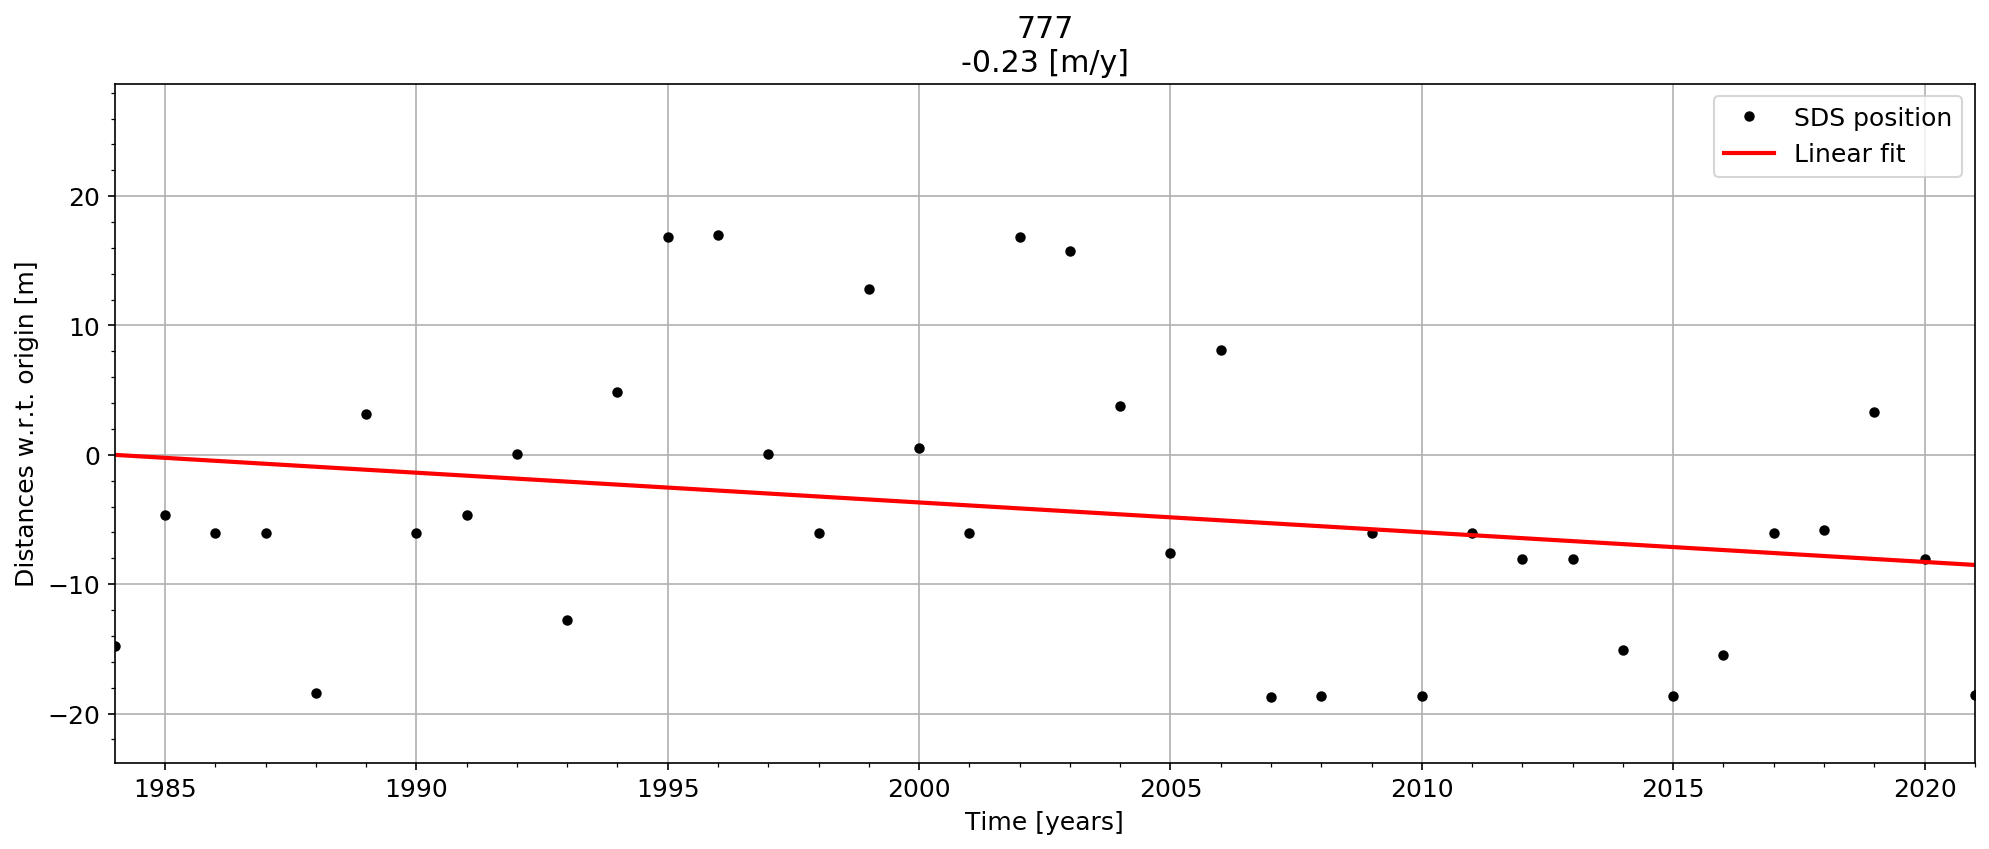 777
-0.23 [m/y]
SDS position
Linear fit
Distances w.r.t. origin [m]
20
10
0
−10
−20
1985 1990 1995 2000 2005 2010 2015 2020
Time [years]